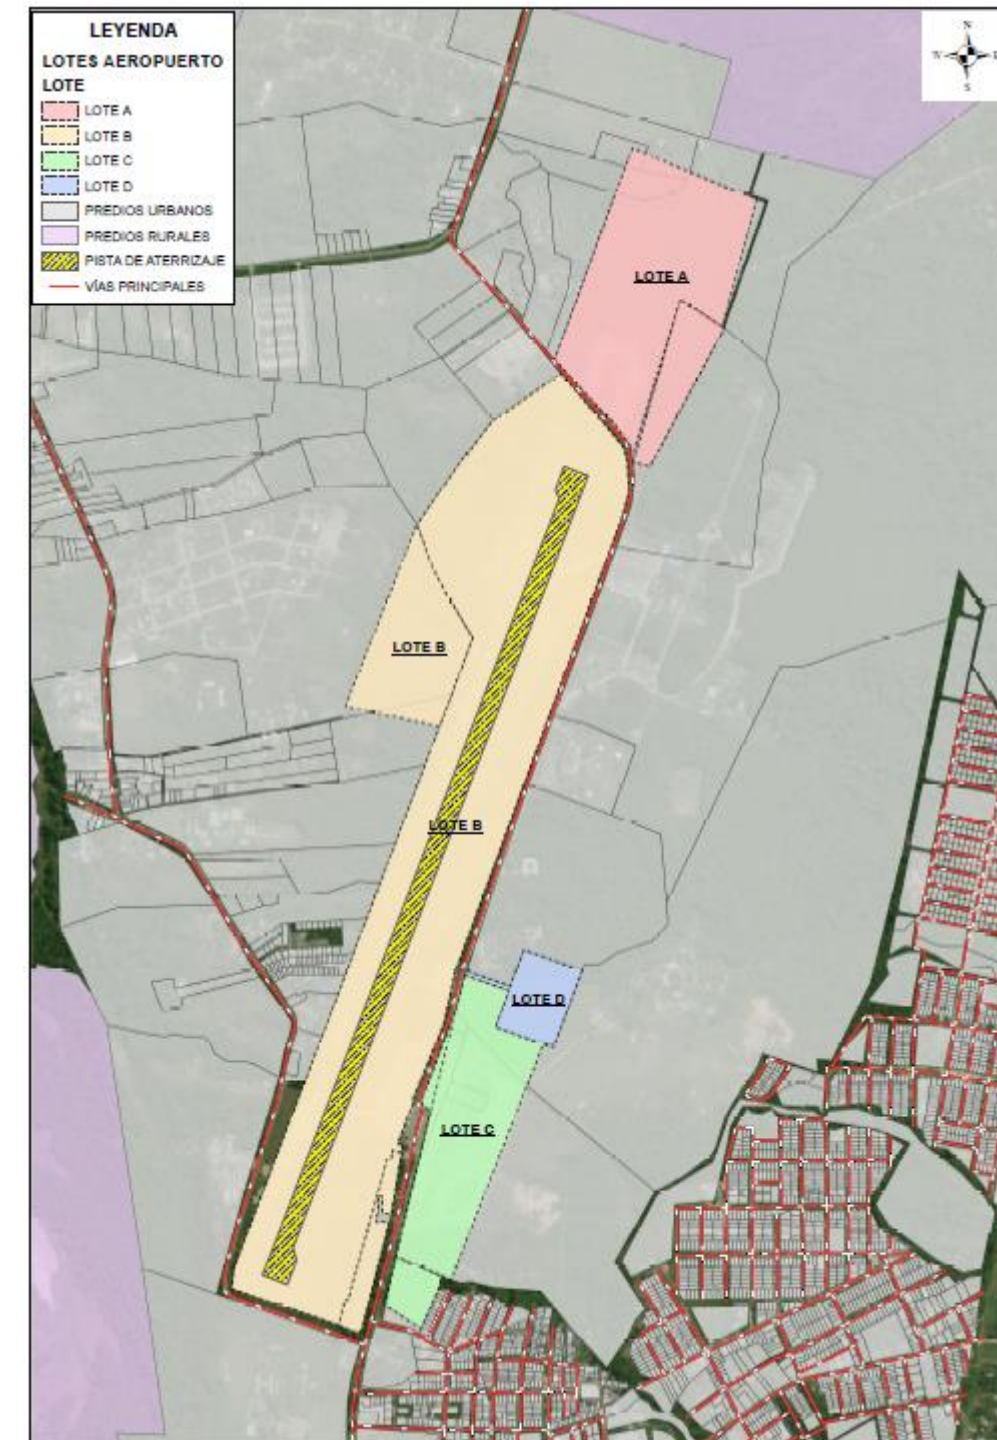 LEYENDA
LOTES AEROPUERTO
LOTE
LOTE A
LOTE B
LOTE C
LOTE D
PREDIOS URBANOS
PREDIOS RURALES
PISTA DE ATERRIZAJE
VÍAS PRINCIPALES
N
S
LOTE A
LOTE B
LOTE B
LOTE D
LOTE C